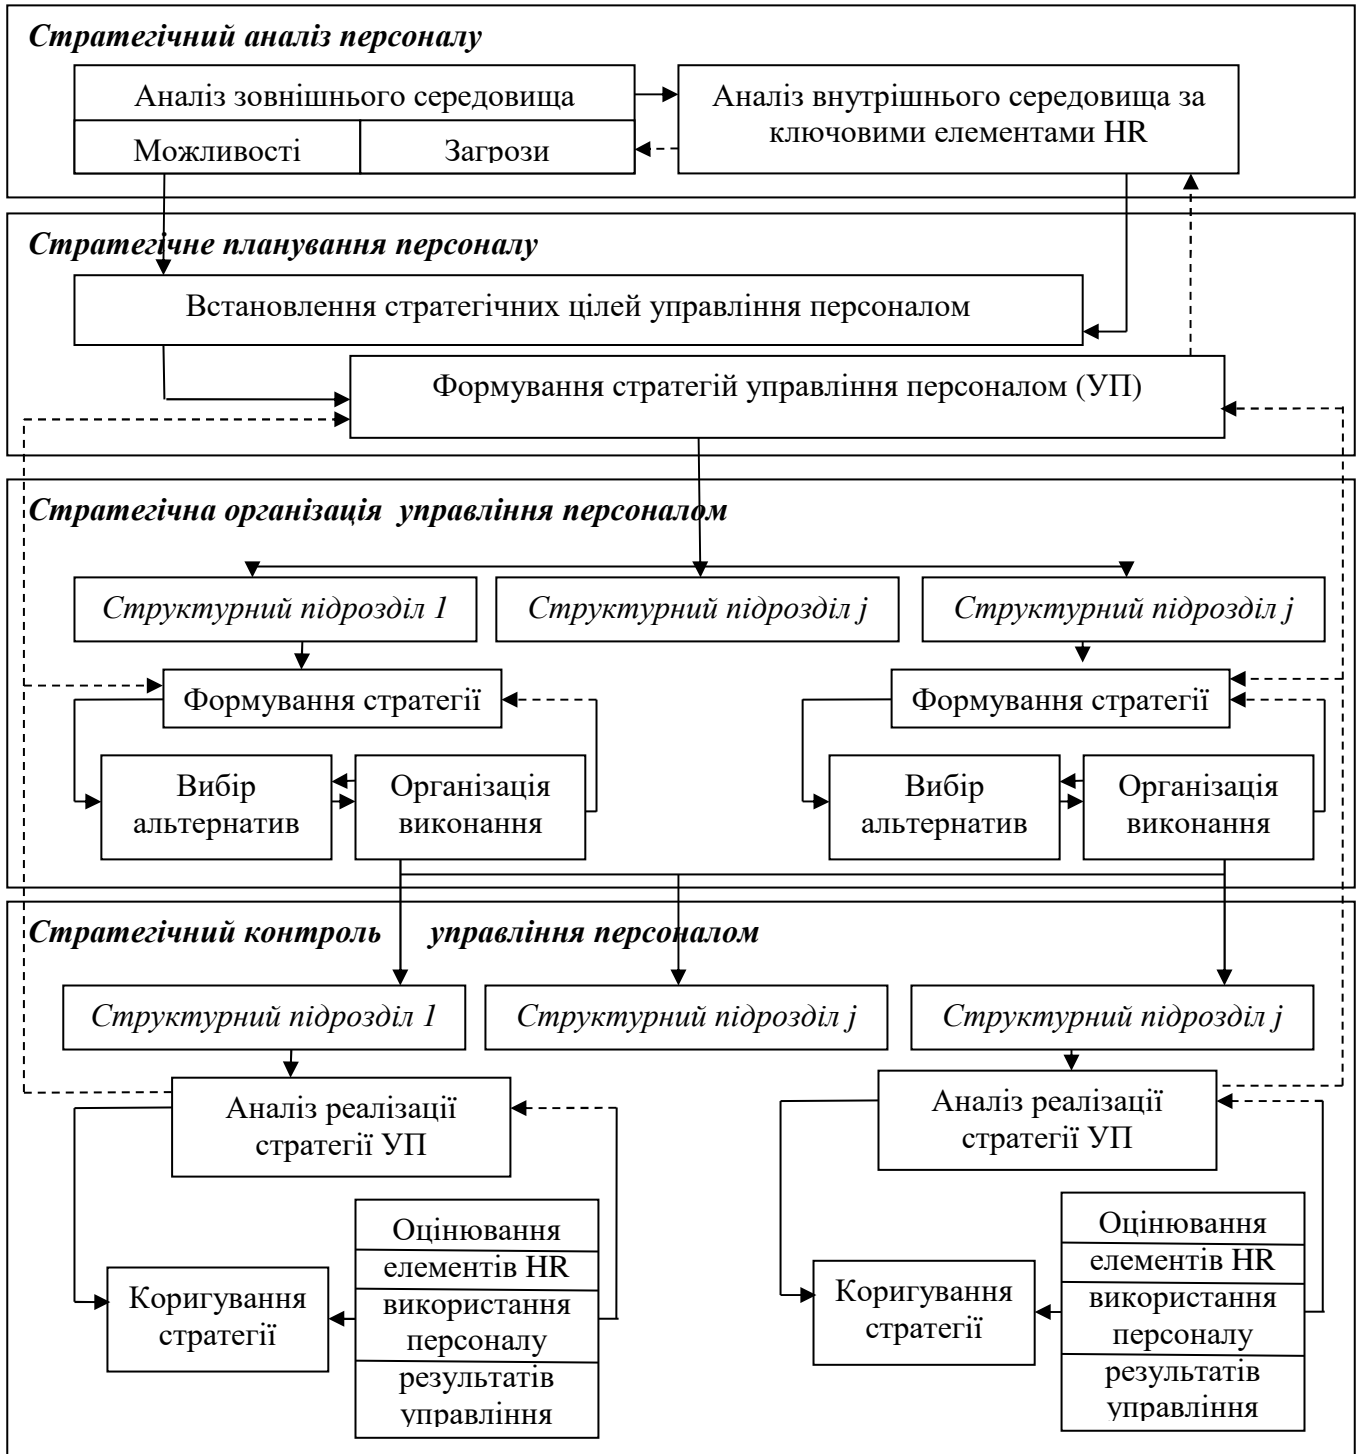 Стратегічний аналіз персоналу
Аналіз зовнішнього середовища
Можливості
Загрози
Аналіз внутрішнього середовища за
ключовими елементами HR
Стратегічне планування персоналу
Встановлення стратегічних цілей управління персоналом
Формування стратегій управління персоналом (УП)
Стратегічна організація управління персоналом
Структурний підрозділ 1
Структурний підрозділ j
Структурний підрозділ j
Формування стратегії
Формування стратегії
Вибір
альтернатив
Організація
виконання
Вибір
альтернатив
Організація
виконання
Стратегічний контроль управління персоналом
Структурний підрозділ 1
Структурний підрозділ j
Структурний підрозділ j
Аналіз реалізації
стратегії УП
Аналіз реалізації
стратегії УП
Коригування
стратегії
Оцінювання
елементів HR
використання
персоналу
результатів
управління
Коригування
стратегії
Оцінювання
елементів HR
використання
персоналу
результатів
управління